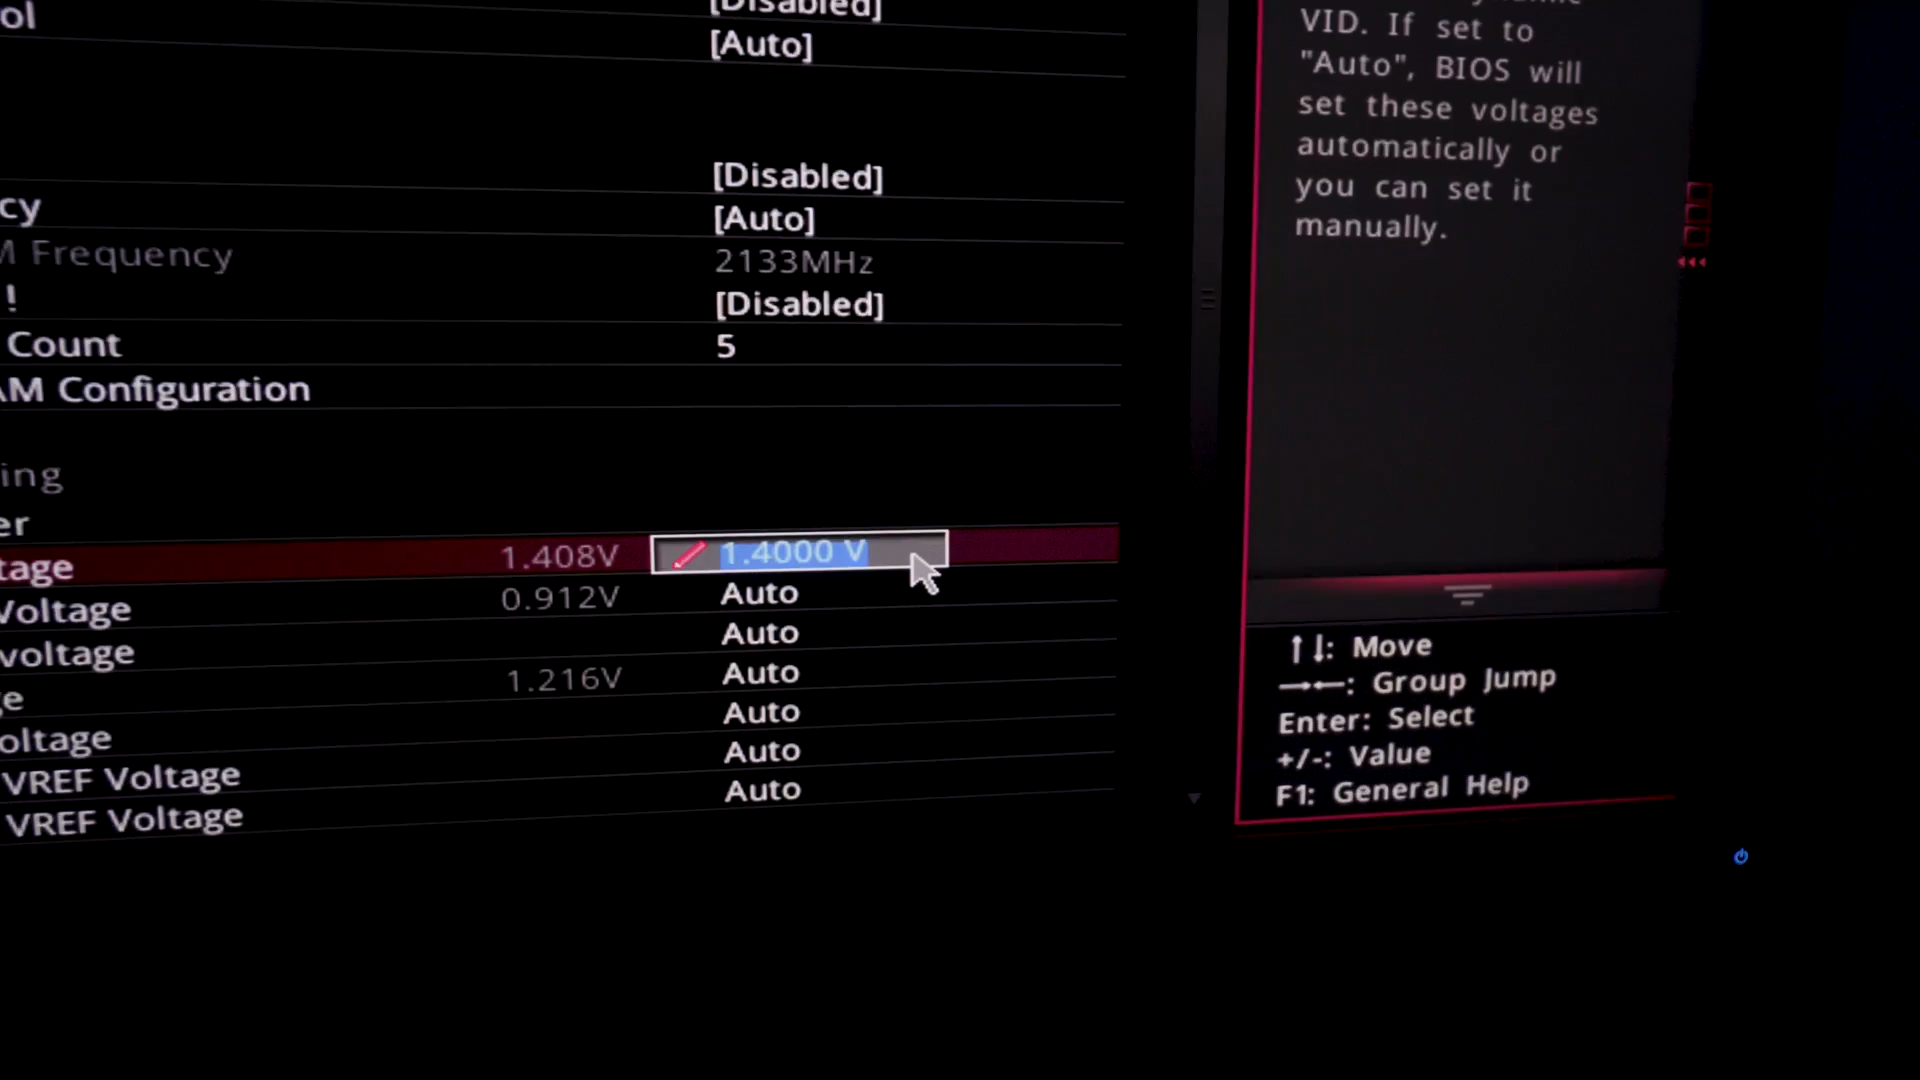 ol
[Disabled]
[Auto]
[Disabled]
cy [Auto]
M Frequency 2133MHz
! [Disabled]
Count 5
AM Configuration
ing
er
tage 1.408V 1.4000 V
Voltage 0.912V Auto
voltage Auto
ge 1.216V Auto
oltage Auto
VREF Voltage Auto
VREF Voltage Auto
VID. If set to
"Auto", BIOS will
set these voltages
automatically or
you can set it
manually.
↑↓: Move
→←: Group Jump
Enter: Select
+/-: Value
F1: General Help